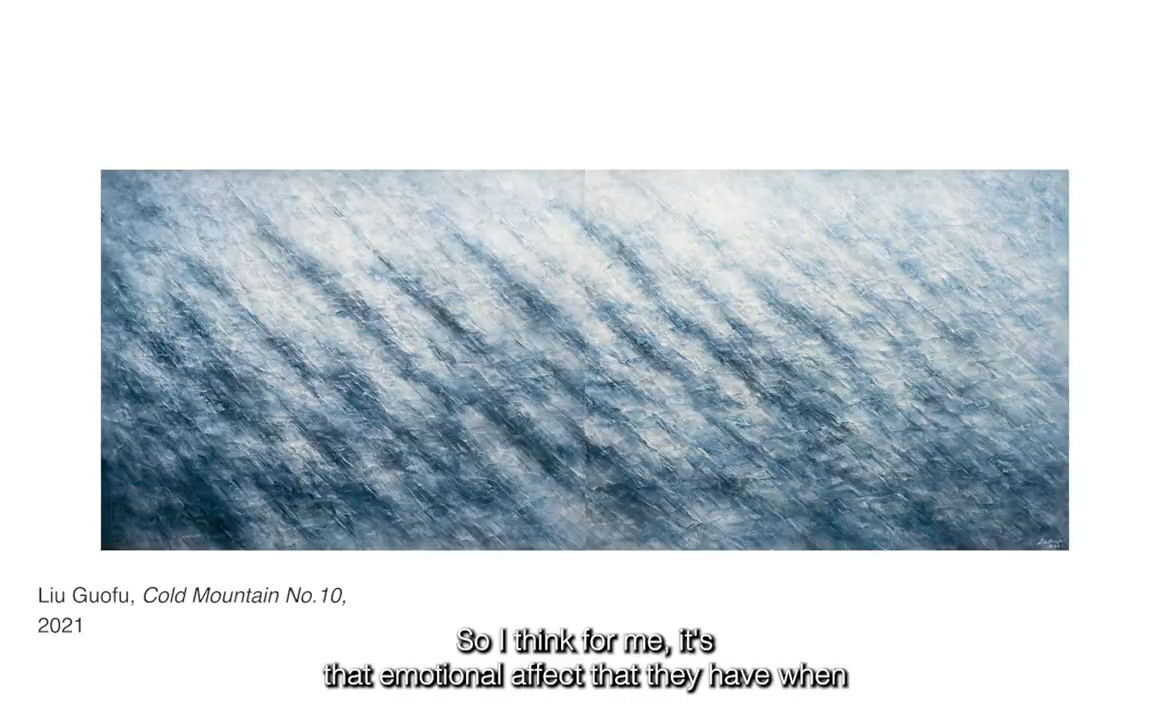 Liu Guofu, Cold Mountain No.10,
2021
So I think for me, it's
that emotional affect that they have when